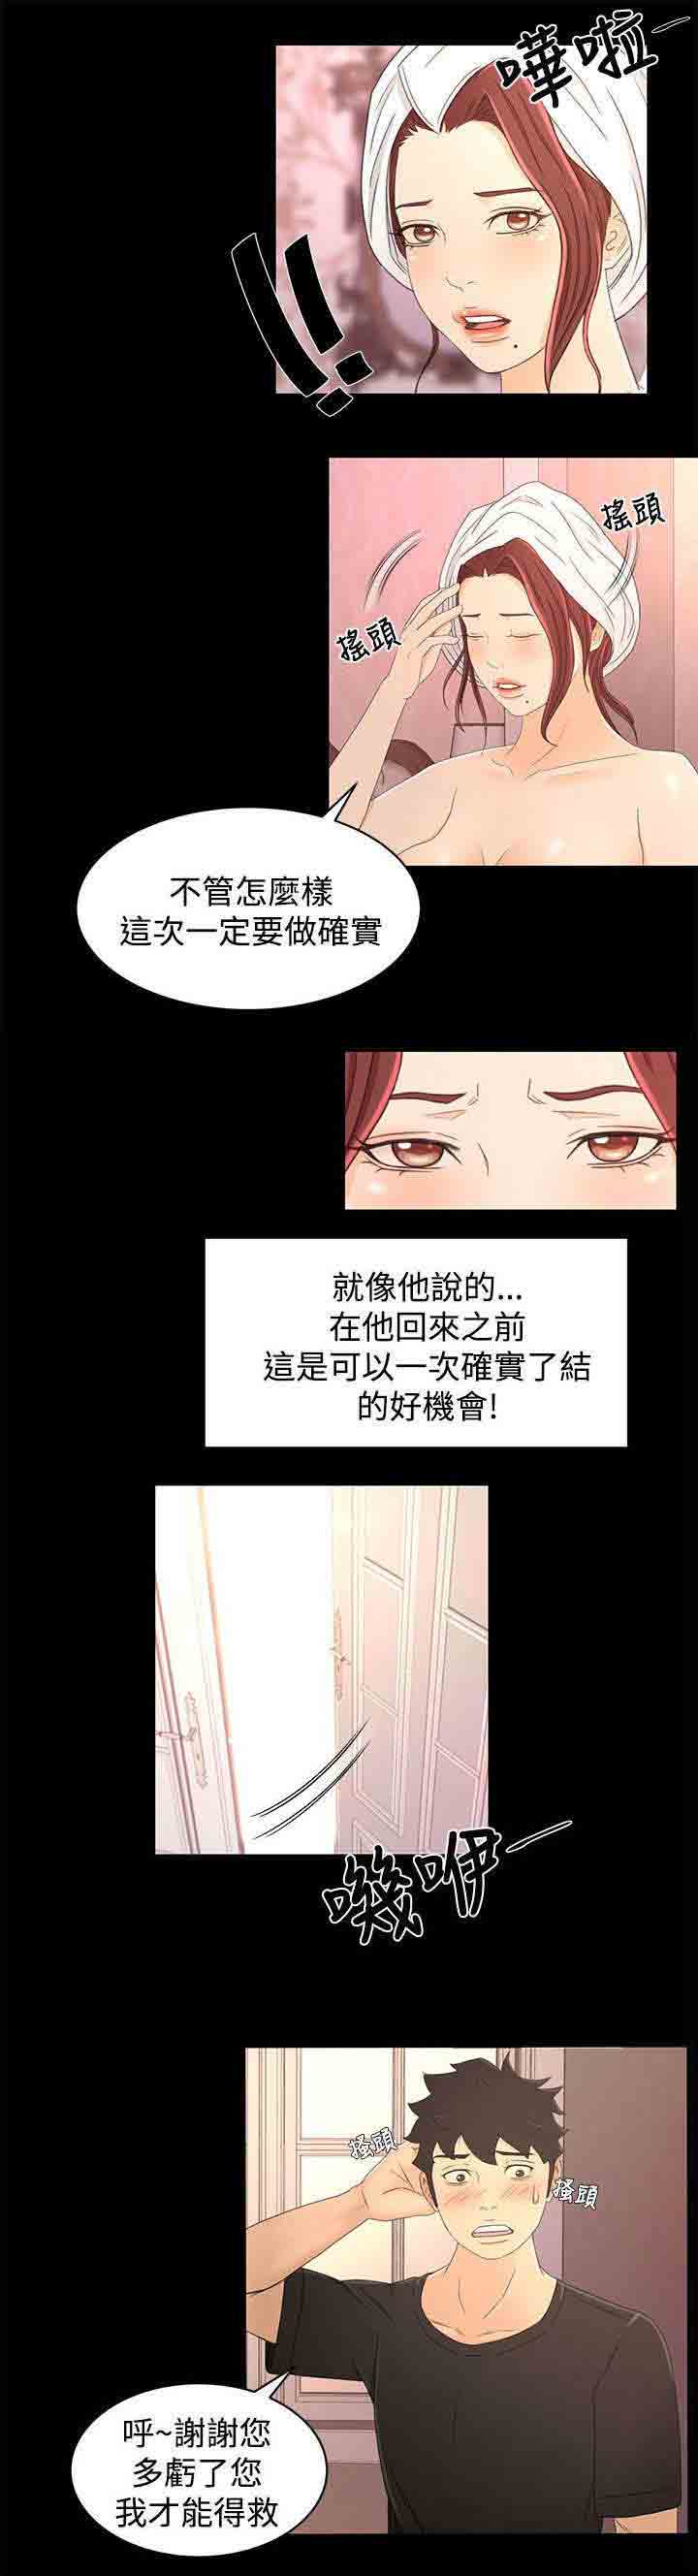 嘩啦—
!!
搖頭
搖頭
不管怎麼樣
這次一定要做確實
就像他說的...
在他回來之前
這是可以一次確實了結
的好機會!
嘰咿—
搔頭
搔頭
呼~謝謝您
多虧了您
我才能得救